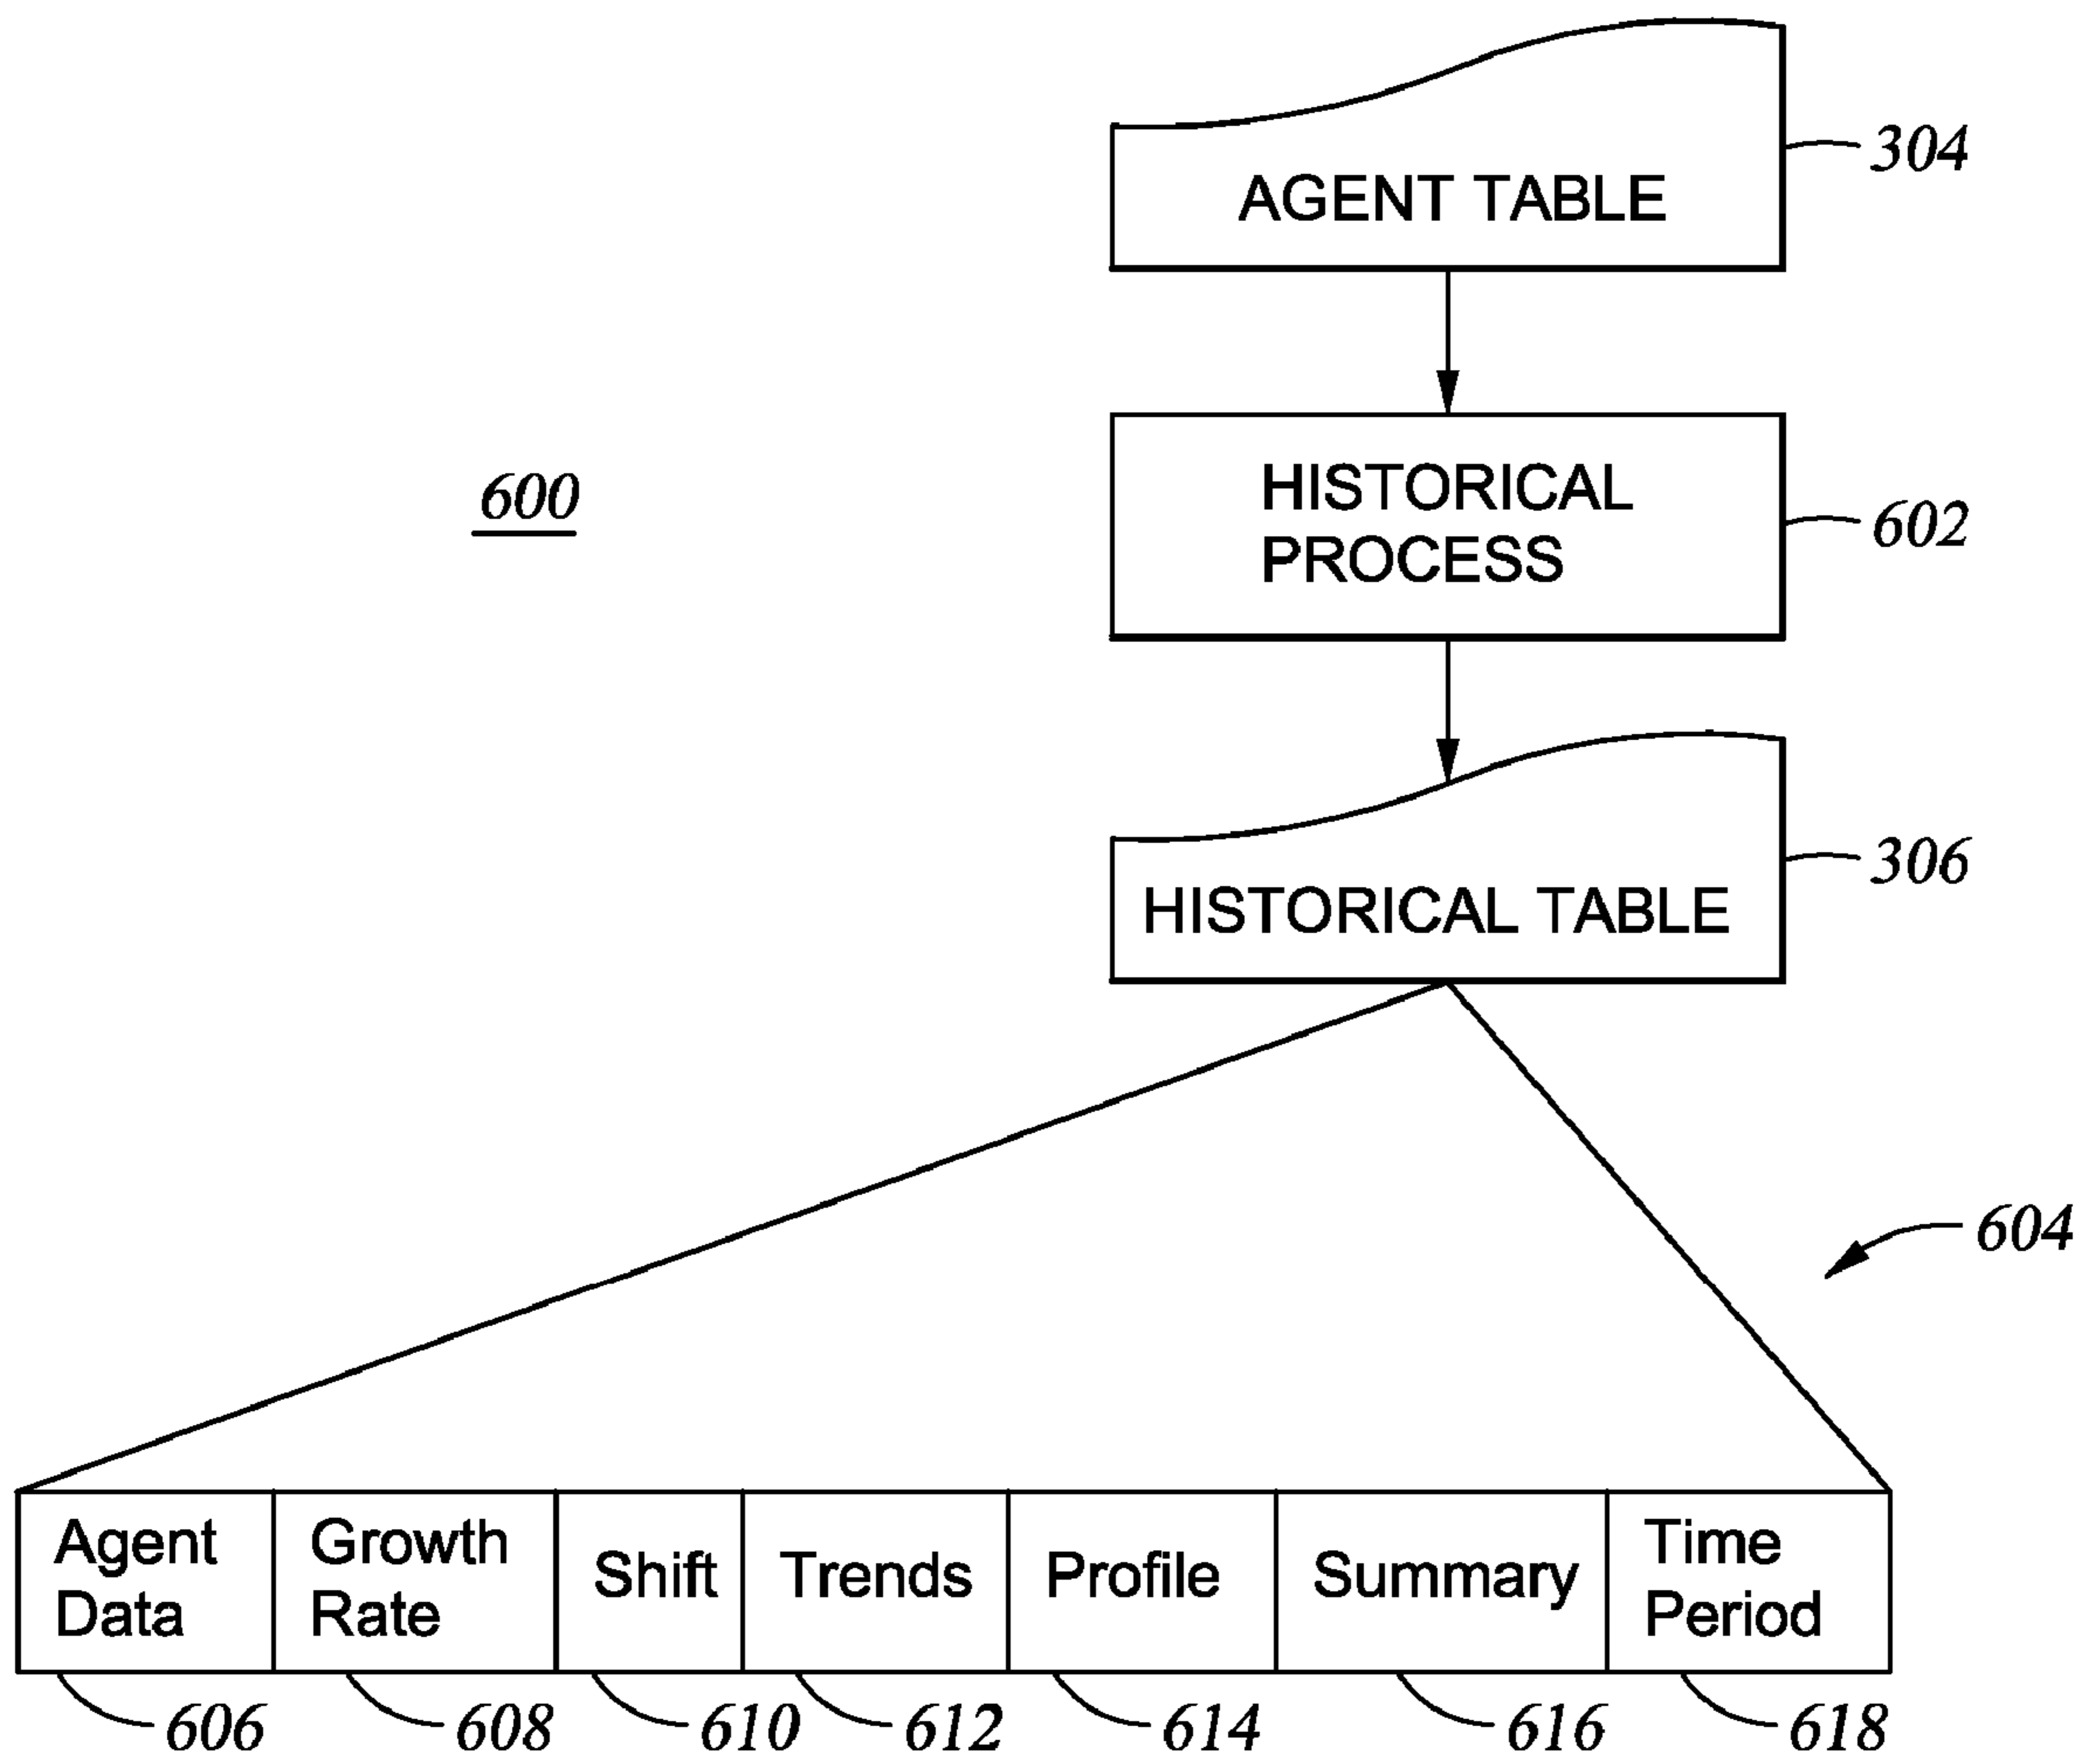 AGENT TABLE
304
600
HISTORICAL
PROCESS
602
HISTORICAL TABLE
306
604
Agent
Data
Growth
Rate
Shift
Trends
Profile
Summary
Time
Period
606
608
610
612
614
616
618